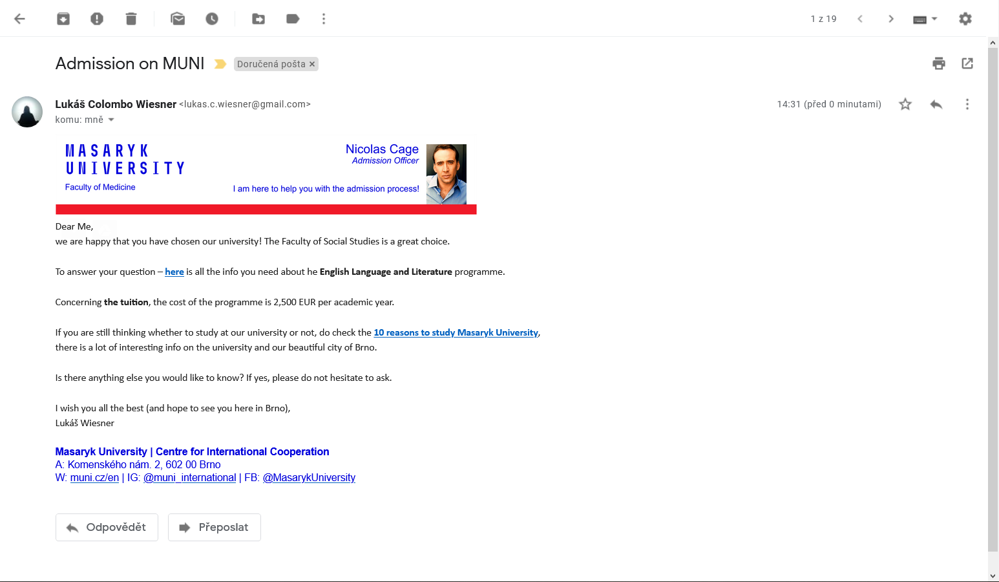 1 z 19
Admission on MUNI
Doručená pošta ×
Lukáš Colombo Wiesner <lukas.c.wiesner@gmail.com>
14:31 (před 0 minutami)
komu: mně
MASARYK
UNIVERSITY
Faculty of Medicine
Nicolas Cage
Admission Officer
I am here to help you with the admission process!
Dear Me,
we are happy that you have chosen our university! The Faculty of Social Studies is a great choice.
To answer your question – here is all the info you need about he English Language and Literature programme.
Concerning the tuition, the cost of the programme is 2,500 EUR per academic year.
If you are still thinking whether to study at our university or not, do check the 10 reasons to study Masaryk University,
there is a lot of interesting info on the university and our beautiful city of Brno.
Is there anything else you would like to know? If yes, please do not hesitate to ask.
I wish you all the best (and hope to see you here in Brno),
Lukáš Wiesner
Masaryk University | Centre for International Cooperation
A: Komenského nám. 2, 602 00 Brno
W: muni.cz/en | IG: @muni_international | FB: @MasarykUniversity
Odpovědět
Přeposlat